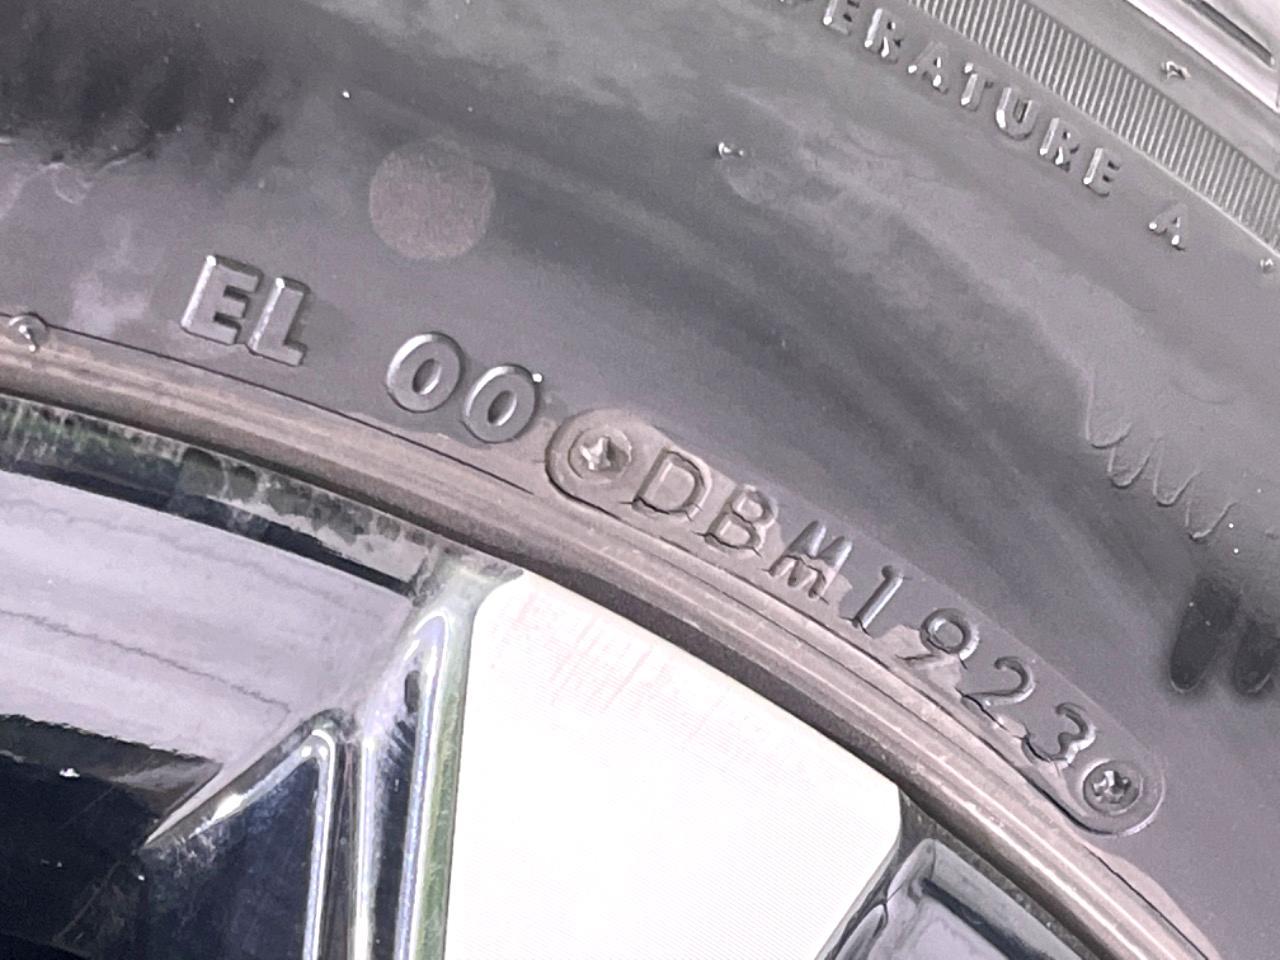 ERATURE A
EL 00 DBM1923